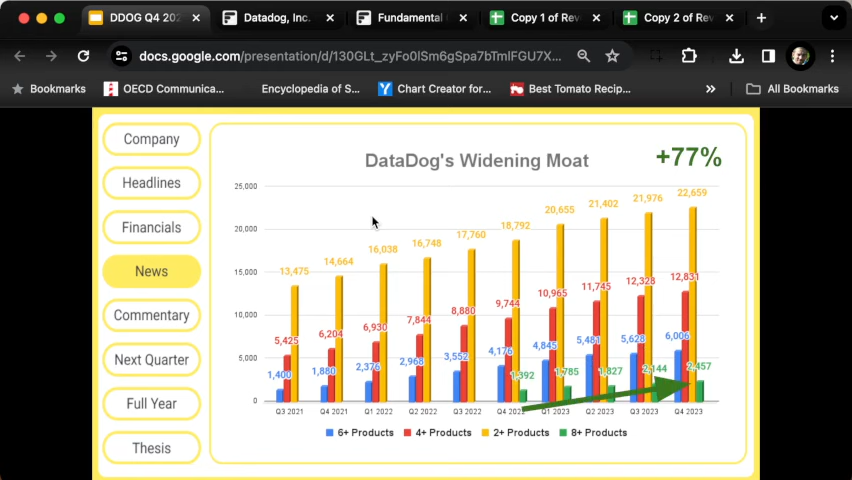 DDOG Q4 202
Datadog, Inc.
Fundamental
Copy 1 of Rev
Copy 2 of Rev
docs.google.com/presentation/d/130GLt_zyFo0lSm6gSpa7bTmlFGU7X...
Bookmarks
OECD Communica...
Encyclopedia of S...
Chart Creator for...
Best Tomato Recip...
All Bookmarks
Company
Headlines
Financials
News
Commentary
Next Quarter
Full Year
Thesis
DataDog's Widening Moat
+77%
25,000
20,000
15,000
10,000
5,000
0
13,475
14,664
16,038
16,748
17,760
18,792
20,655
21,402
21,976
22,659
5,425
6,204
6,930
7,844
8,880
9,744
10,965
11,745
12,328
12,831
1,400
1,880
2,376
2,968
3,552
4,176
4,845
5,481
5,628
6,006
1,392
1,785
1,827
2,144
2,457
Q3 2021
Q4 2021
Q1 2022
Q2 2022
Q3 2022
Q4 2022
Q1 2023
Q2 2023
Q3 2023
Q4 2023
6+ Products
4+ Products
2+ Products
8+ Products